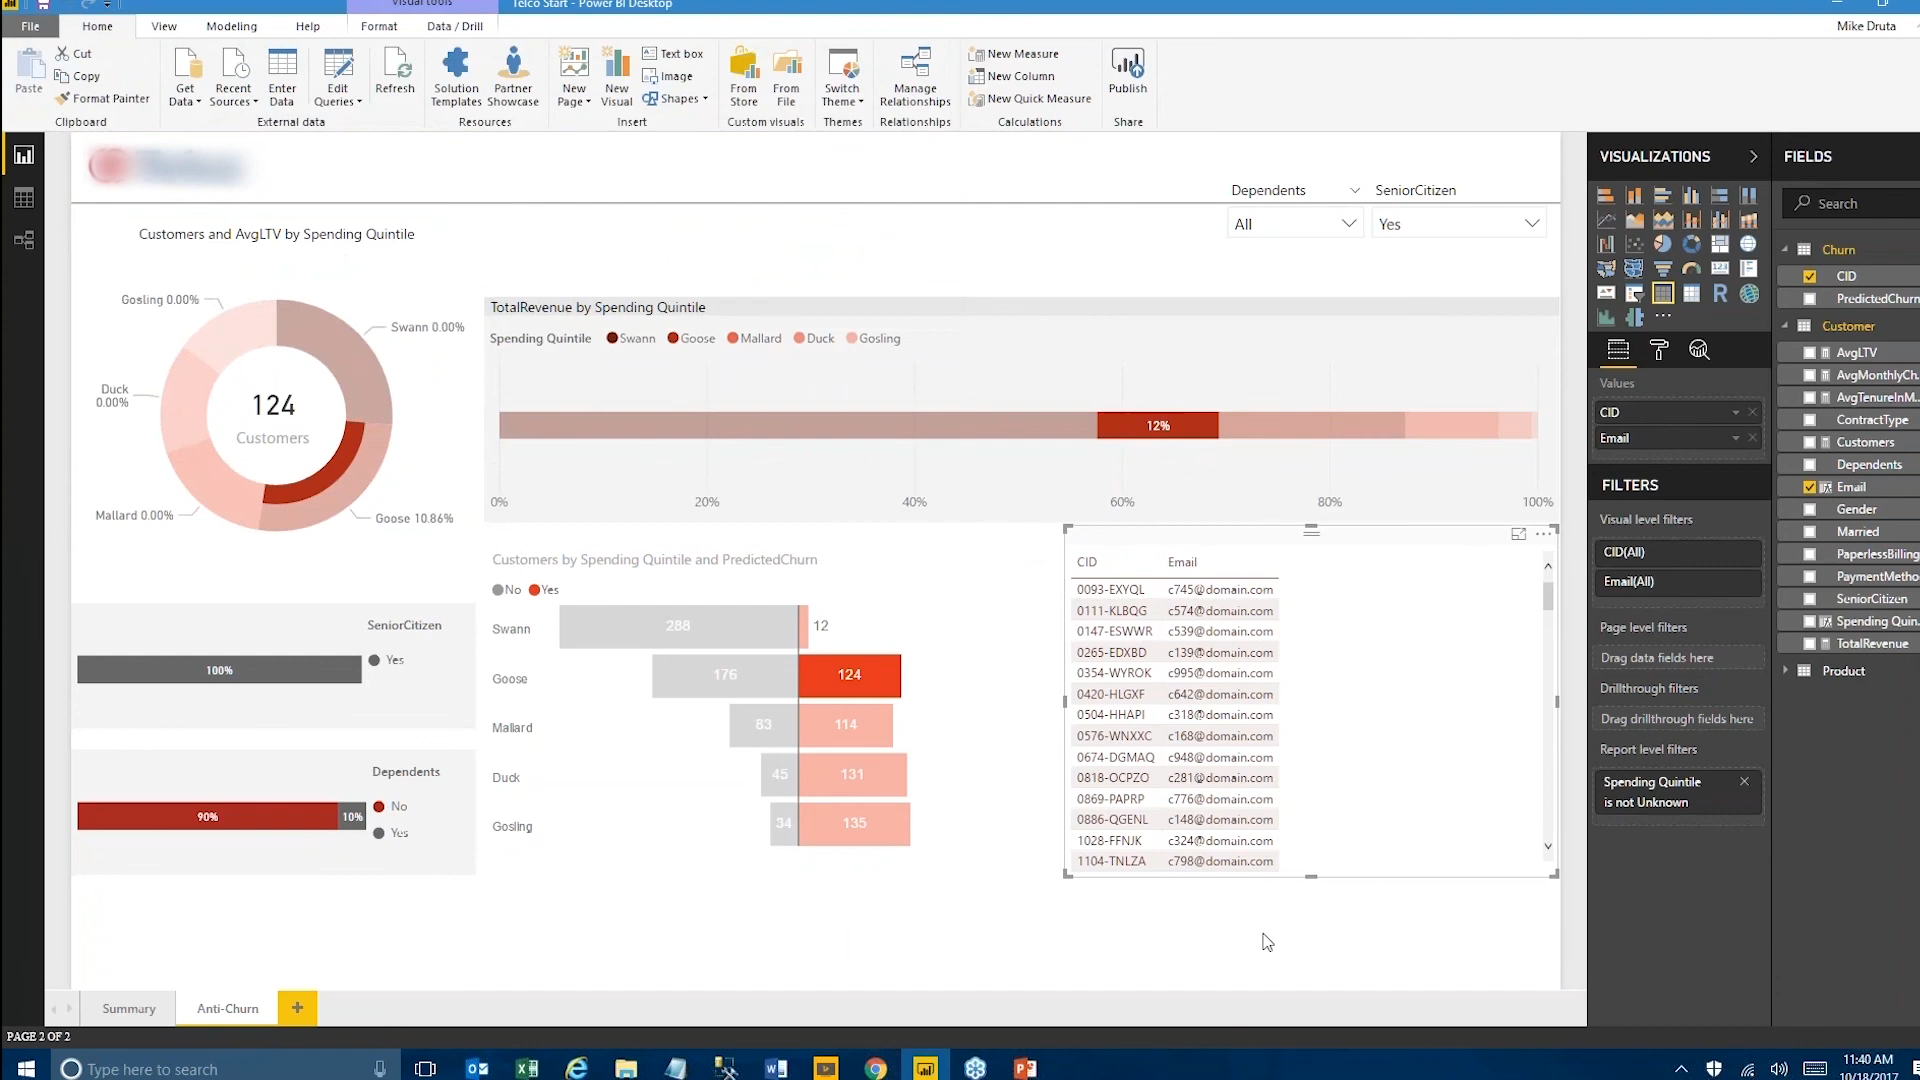 Visual tools
Telco Start - Power BI Desktop
File
Home
View
Modeling
Help
Format
Data / Drill
Mike Druta
Paste
Cut
Copy
Format Painter
Clipboard
Get Data
Recent Sources
Enter Data
Edit Queries
Refresh
External data
Solution Templates
Partner Showcase
Resources
New Page
New Visual
Text box
Image
Shapes
Insert
From Store
From File
Custom visuals
Switch Theme
Themes
Manage Relationships
Relationships
New Measure
New Column
New Quick Measure
Calculations
Publish
Share
Dependents
All
SeniorCitizen
Yes
Customers and AvgLTV by Spending Quintile
Gosling 0.00%
Swann 0.00%
Duck
0.00%
124
Customers
Mallard 0.00%
Goose 10.86%
TotalRevenue by Spending Quintile
Spending Quintile Swann Goose Mallard Duck Gosling
12%
0% 20% 40% 60% 80% 100%
SeniorCitizen
100%
Yes
Dependents
90% 10%
No
Yes
Customers by Spending Quintile and PredictedChurn
No Yes
Swann 288 12
Goose 176 124
Mallard 83 114
Duck 45 131
Gosling 34 135
CID Email
0093-EXYQL c745@domain.com
0111-KLBQG c574@domain.com
0147-ESWWR c539@domain.com
0265-EDXBD c139@domain.com
0354-WYROK c995@domain.com
0420-HLGXF c642@domain.com
0504-HHAPI c318@domain.com
0576-WNXXC c168@domain.com
0674-DGMAQ c948@domain.com
0818-OCPZO c281@domain.com
0869-PAPRP c776@domain.com
0886-QGENL c148@domain.com
1028-FFNJK c324@domain.com
1104-TNLZA c798@domain.com
VISUALIZATIONS
R
Values
CID
Email
FILTERS
Visual level filters
CID(All)
Email(All)
Page level filters
Drag data fields here
Drillthrough filters
Drag drillthrough fields here
Report level filters
Spending Quintile
is not Unknown
FIELDS
Search
Churn
CID
PredictedChurn
Customer
AvgLTV
AvgMonthlyCh...
AvgTenureInM...
ContractType
Customers
Dependents
Email
Gender
Married
PaperlessBilling
PaymentMetho
SeniorCitizen
Spending Quin...
TotalRevenue
Product
Summary
Anti-Churn
PAGE 2 OF 2
Type here to search
11:40 AM
10/18/2017